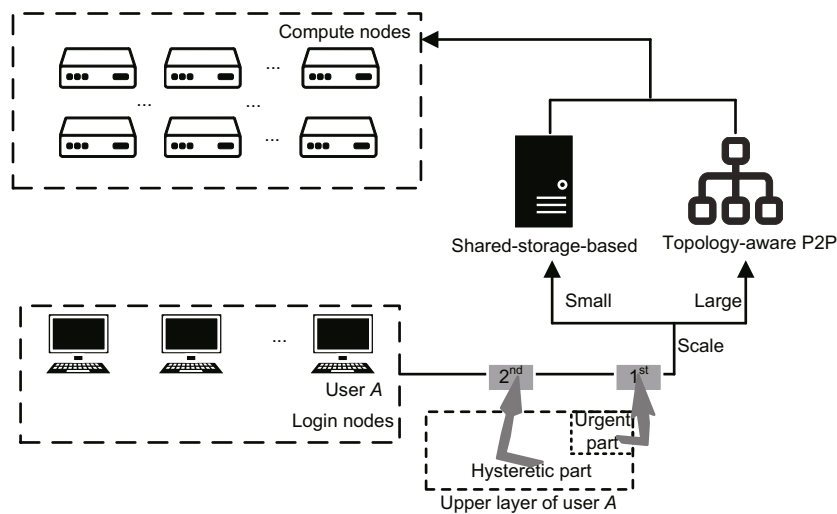 Compute nodes
...
... ...
...
Shared-storage-based
Topology-aware P2P
Small
Large
Scale
...
User A
Login nodes
2nd
1st
Urgent
part
Hysteretic part
Upper layer of user A